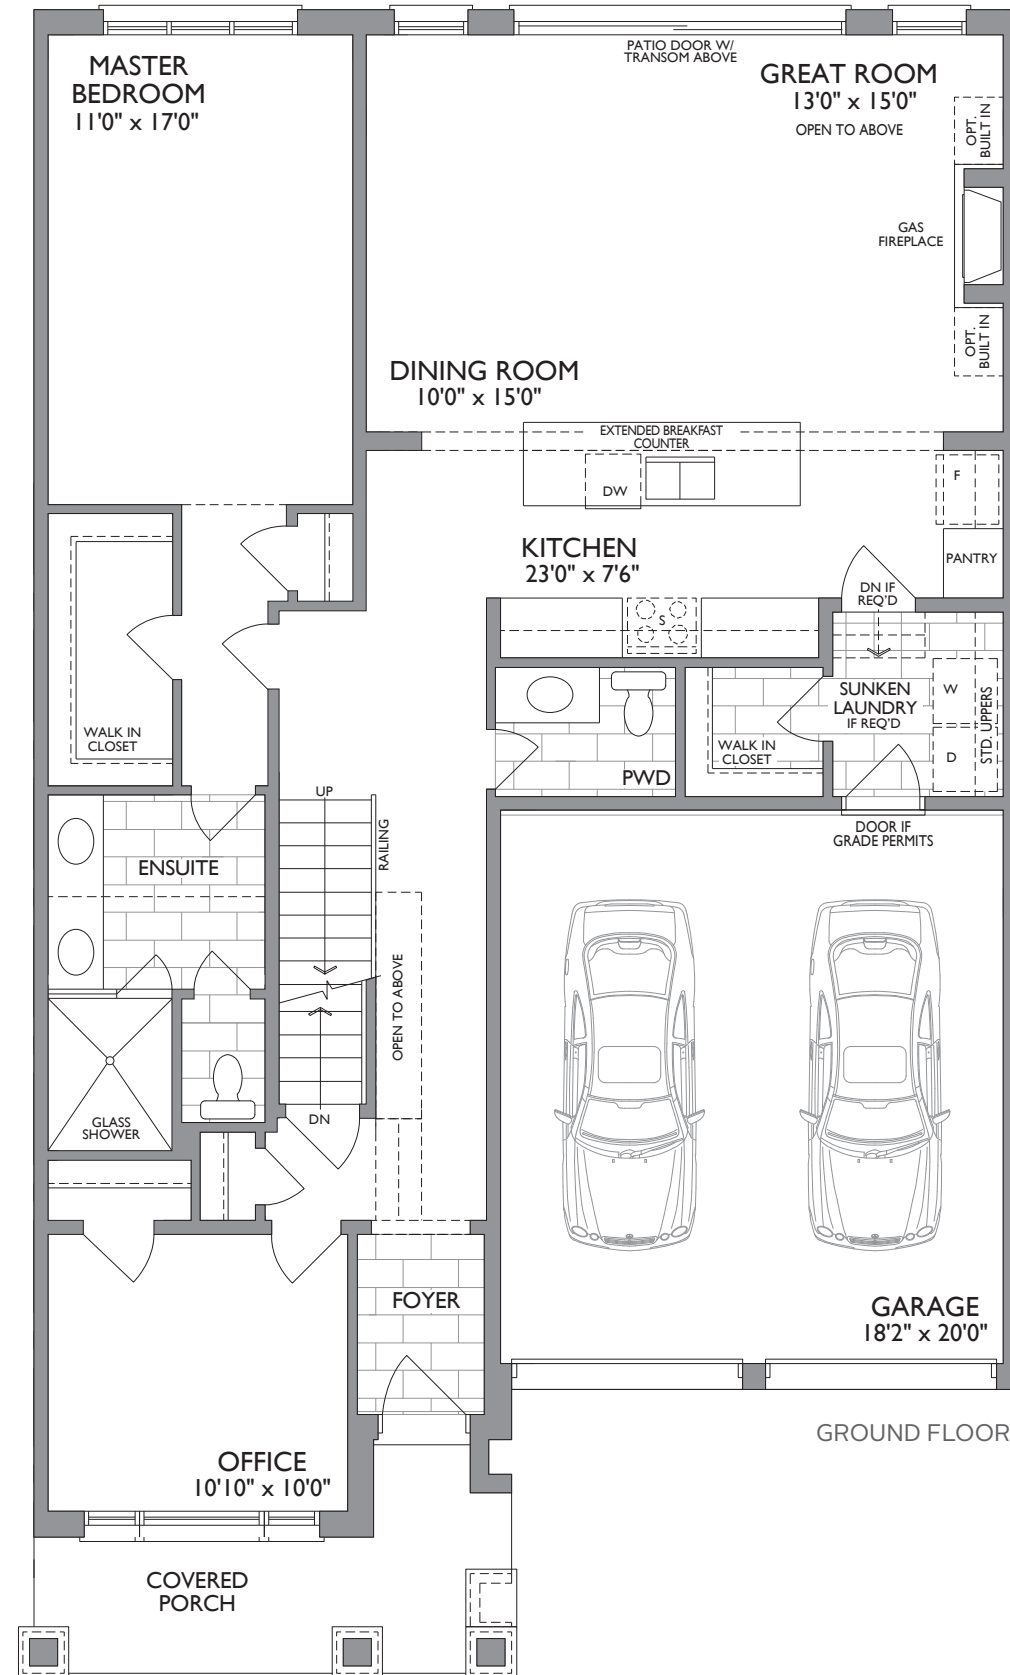 PATIO DOOR W/
TRANSOM ABOVE
MASTER
BEDROOM
11'0" x 17'0"
GREAT ROOM
13'0" x 15'0"
OPEN TO ABOVE
OPT.
BUILT IN
GAS
FIREPLACE
OPT.
BUILT IN
DINING ROOM
10'0" x 15'0"
EXTENDED BREAKFAST
COUNTER
DW
F
KITCHEN
23'0" x 7'6"
PANTRY
DN IF
REQ'D
S
SUNKEN
LAUNDRY
IF REQ'D
W
D
STD. UPPERS
WALK IN
CLOSET
WALK IN
CLOSET
PWD
UP
RAILING
DOOR IF
GRADE PERMITS
ENSUITE
OPEN TO ABOVE
GLASS
SHOWER
DN
FOYER
GARAGE
18'2" x 20'0"
GROUND FLOOR
OFFICE
10'10" x 10'0"
COVERED
PORCH